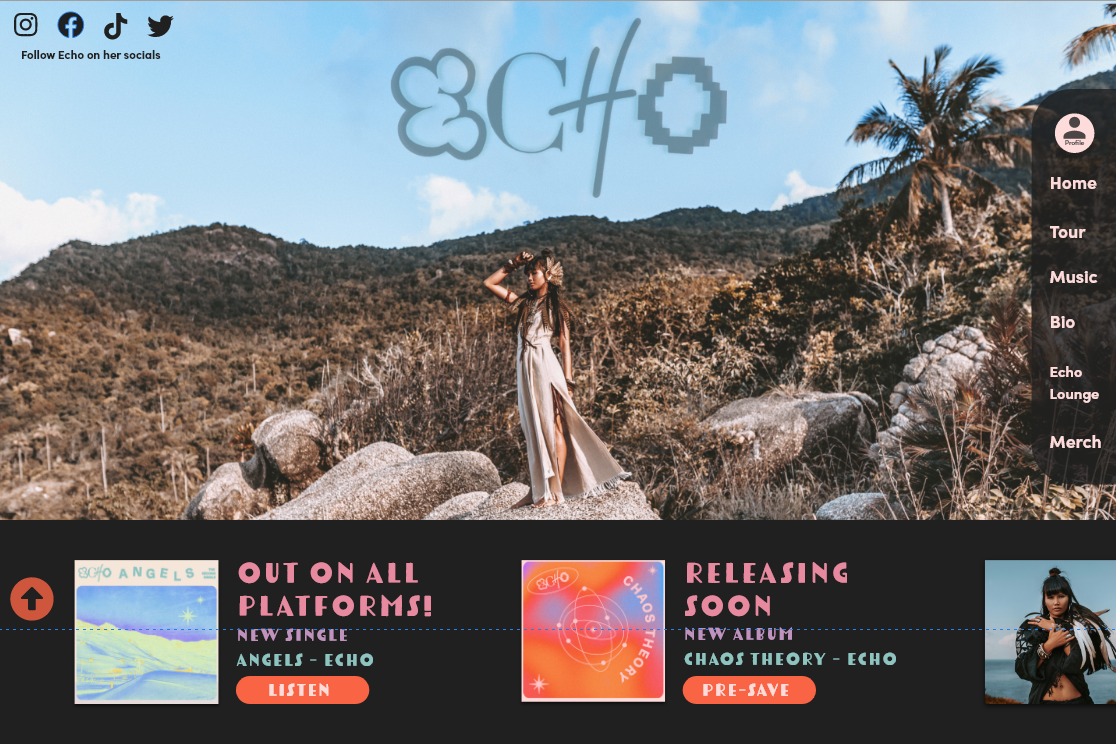 Follow Echo on her socials
ECHO
Profile
Home
Tour
Music
Bio
Echo
Lounge
Merch
ECHO ANGELS
OUT ON ALL
PLATFORMS!
NEW SINGLE
ANGELS - ECHO
LISTEN
ECHO
CHAOS THEORY
RELEASING
SOON
NEW ALBUM
CHAOS THEORY - ECHO
PRE-SAVE